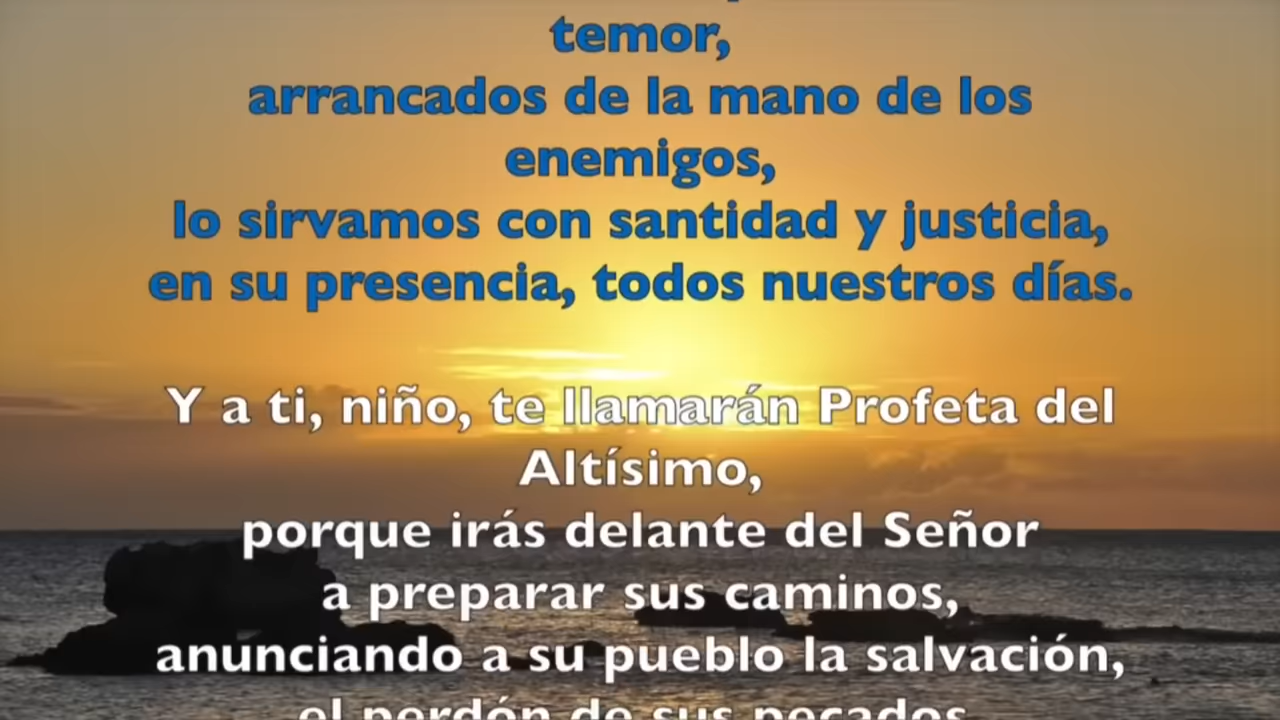 temor,
arrancados de la mano de los
enemigos,
lo sirvamos con santidad y justicia,
en su presencia, todos nuestros días.
Y a ti, niño, te llamarán Profeta del
Altísimo,
porque irás delante del Señor
a preparar sus caminos,
anunciando a su pueblo la salvación,
el perdón de sus pecados.